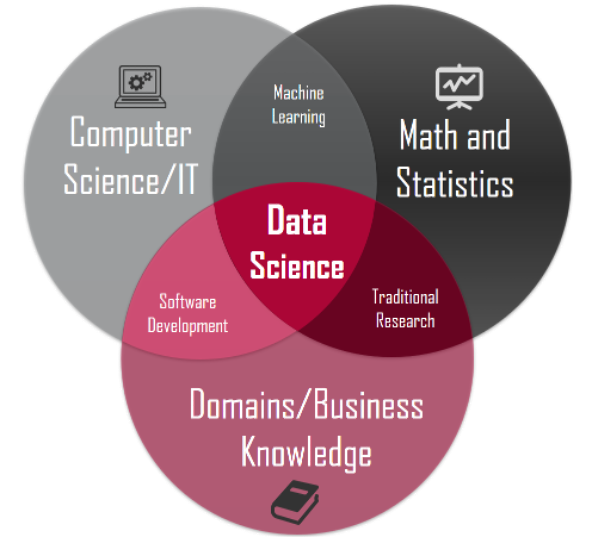 Machine
Learning
Computer
Science/IT
Math and
Statistics
Data
Science
Software
Development
Traditional
Research
Domains/Business
Knowledge